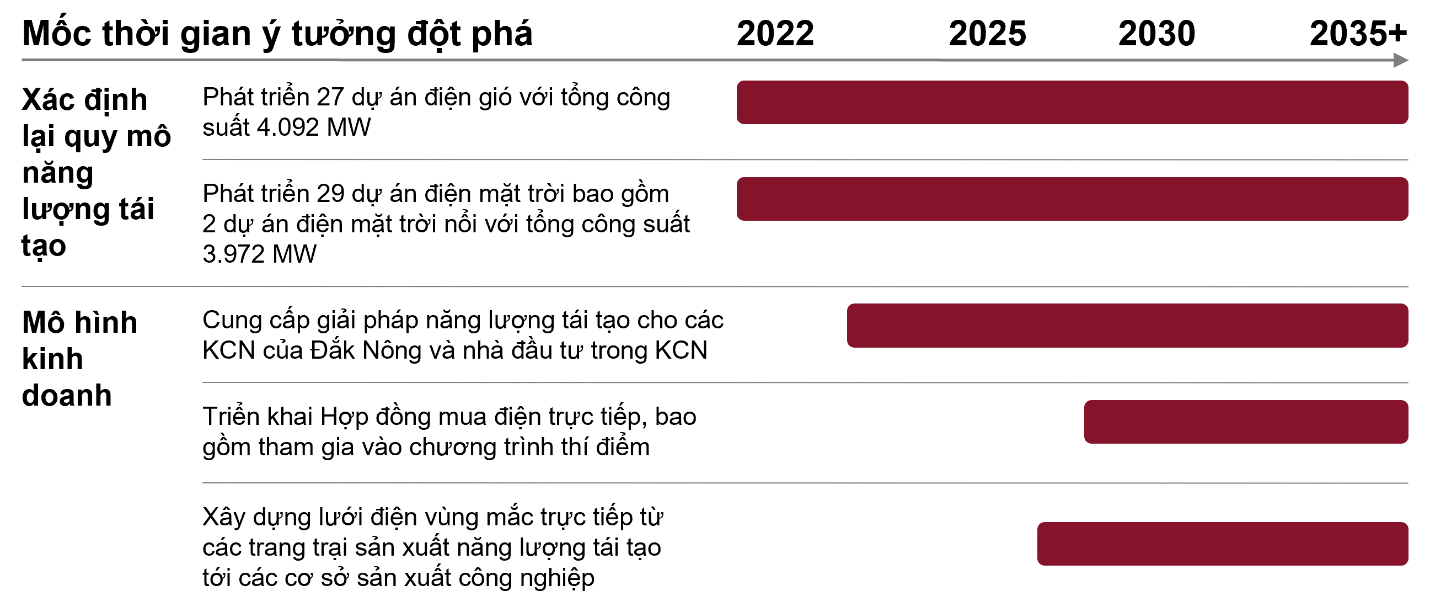 Mốc thời gian ý tưởng đột phá 2022 2025 2030 2035+
Xác định
lại quy mô
năng
lượng tái
tạo
Phát triển 27 dự án điện gió với tổng công
suất 4.092 MW
Phát triển 29 dự án điện mặt trời bao gồm
2 dự án điện mặt trời nổi với tổng công suất
3.972 MW
Mô hình
kinh
doanh
Cung cấp giải pháp năng lượng tái tạo cho các
KCN của Đắk Nông và nhà đầu tư trong KCN
Triển khai Hợp đồng mua điện trực tiếp, bao
gồm tham gia vào chương trình thí điểm
Xây dựng lưới điện vùng mắc trực tiếp từ
các trang trại sản xuất năng lượng tái tạo
tới các cơ sở sản xuất công nghiệp